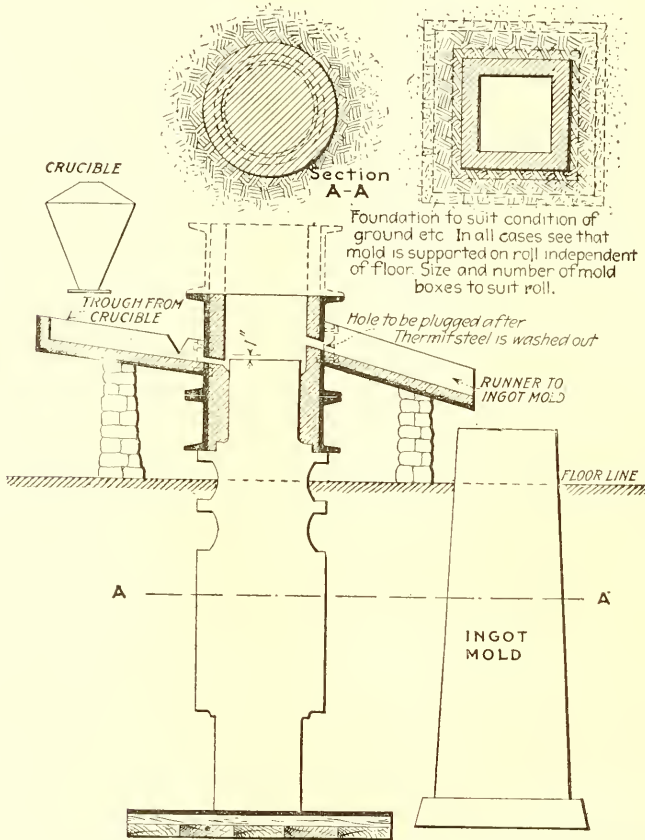 CRUCIBLE
Section
A-A
Foundation to suit condition of
ground etc In all cases see that
mold is supported on roll independent
of floor. Size and number of mold
boxes to suit roll.
TROUGH FROM
CRUCIBLE
1"
Hole to be plugged after
Thermit steel is washed out
RUNNER TO
INGOT MOLD
FLOOR LINE
A
A
INGOT
MOLD